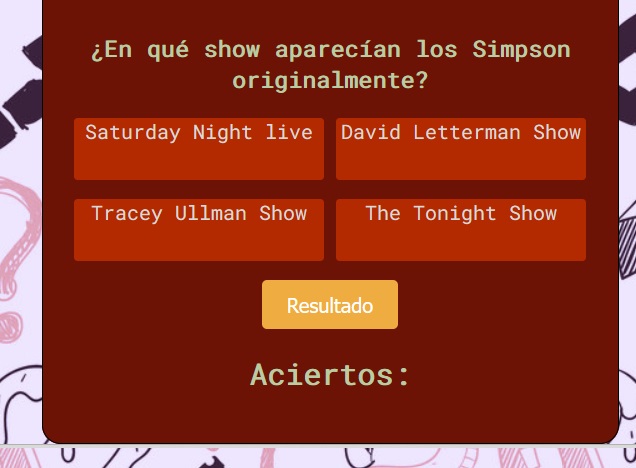 ¿En qué show aparecían los Simpson
originalmente?
Saturday Night live
David Letterman Show
Tracey Ullman Show
The Tonight Show
Resultado
Aciertos: